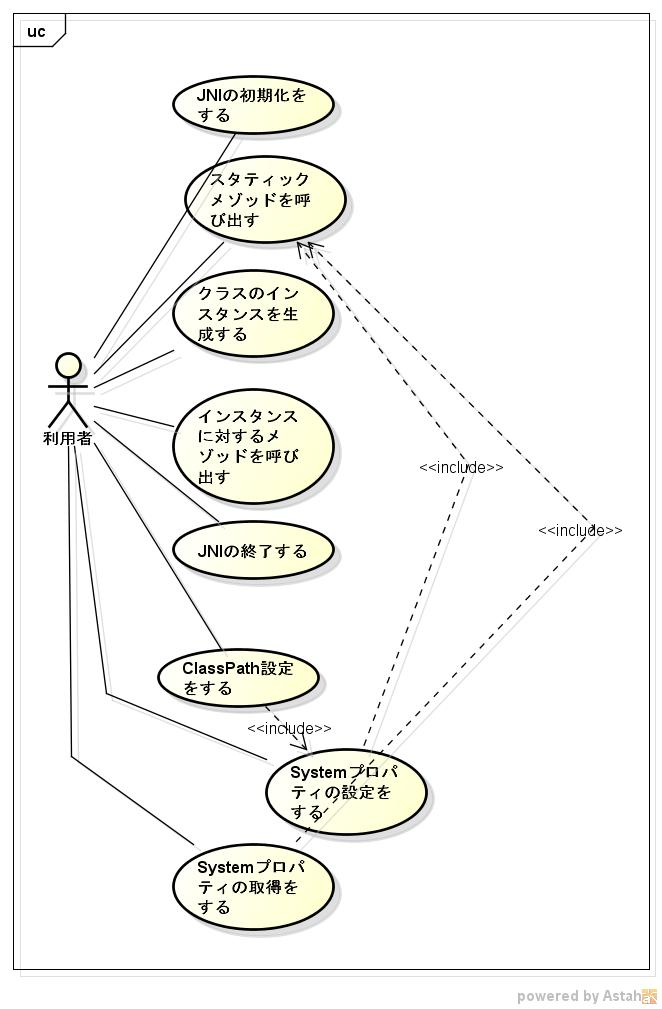 uc
JNIの初期化を
する
スタティック
メゾッドを呼
び出す
クラスのイン
スタンスを生
成する
利用者
インスタンス
に対するメ
ゾッドを呼び
出す
<<include>>
<<include>>
JNIの終了する
ClassPath設定
をする
<<include>>
Systemプロパ
ティの設定を
する
Systemプロパ
ティの取得を
する
powered by Astah